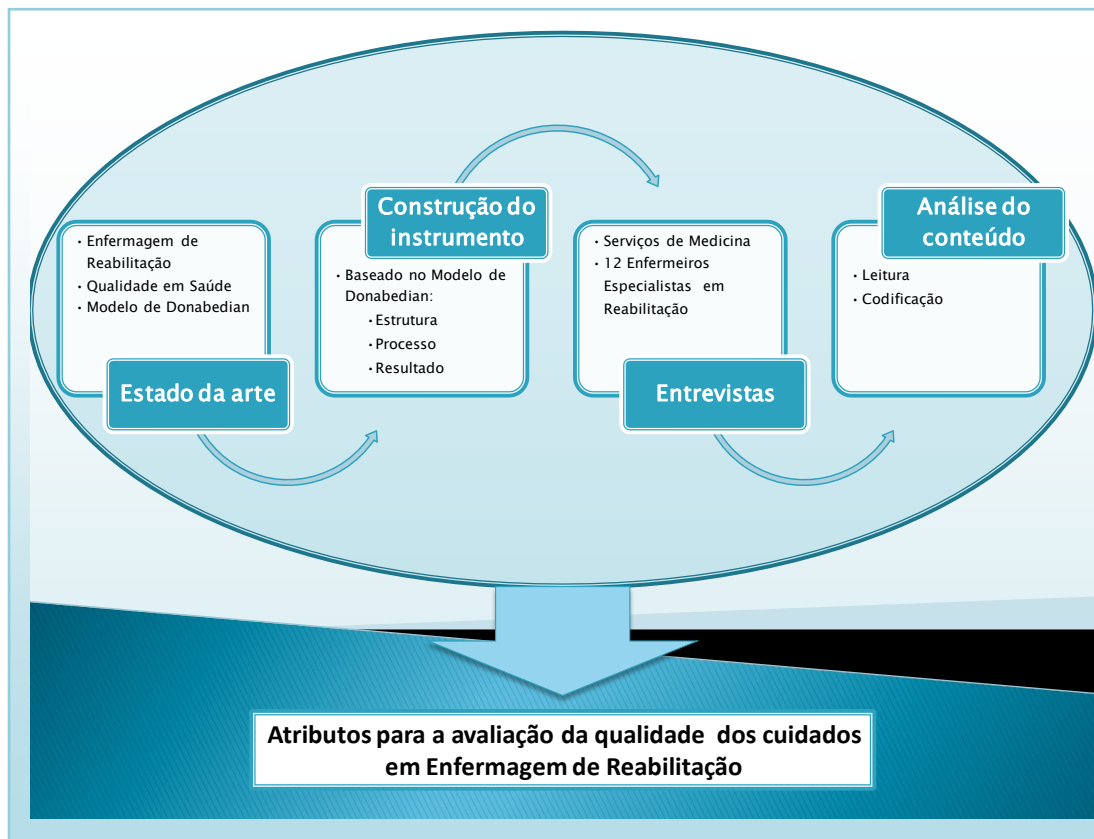 • Enfermagem de
Reabilitação
• Qualidade em Saúde
• Modelo de Donabedian
Estado da arte
Construção do
instrumento
• Baseado no Modelo de
Donabedian:
• Estrutura
• Processo
• Resultado
• Serviços de Medicina
• 12 Enfermeiros
Especialistas em
Reabilitação
Entrevistas
Análise do
conteúdo
• Leitura
• Codificação
Atributos para a avaliação da qualidade dos cuidados
em Enfermagem de Reabilitação